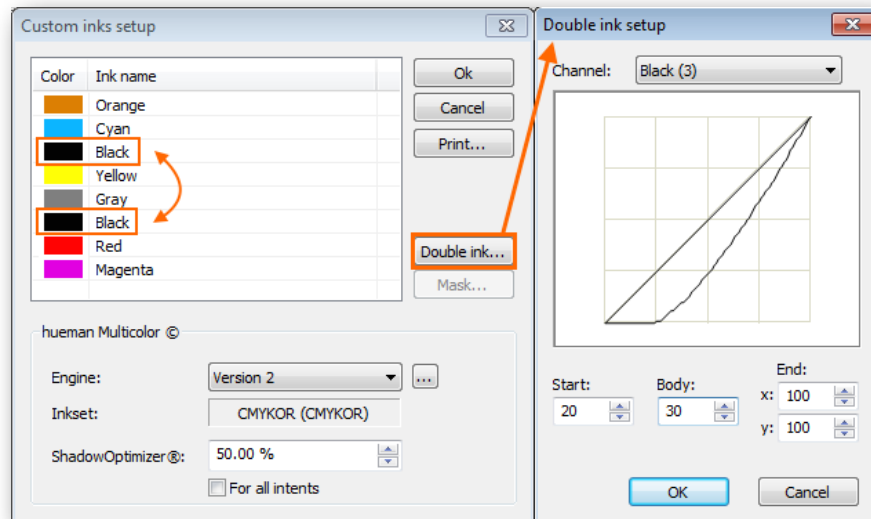 Custom inks setup
Color Ink name
Orange
Cyan
Black
Yellow
Gray
Black
Red
Magenta
Ok
Cancel
Print...
Double ink...
Mask...
hueman Multicolor ©
Engine: Version 2 ...
Inkset: CMYKOR (CMYKOR)
ShadowOptimizer®: 50.00 %
For all intents
Double ink setup
Channel: Black (3)
Start: Body: End:
20 30 x: 100
y: 100
OK Cancel